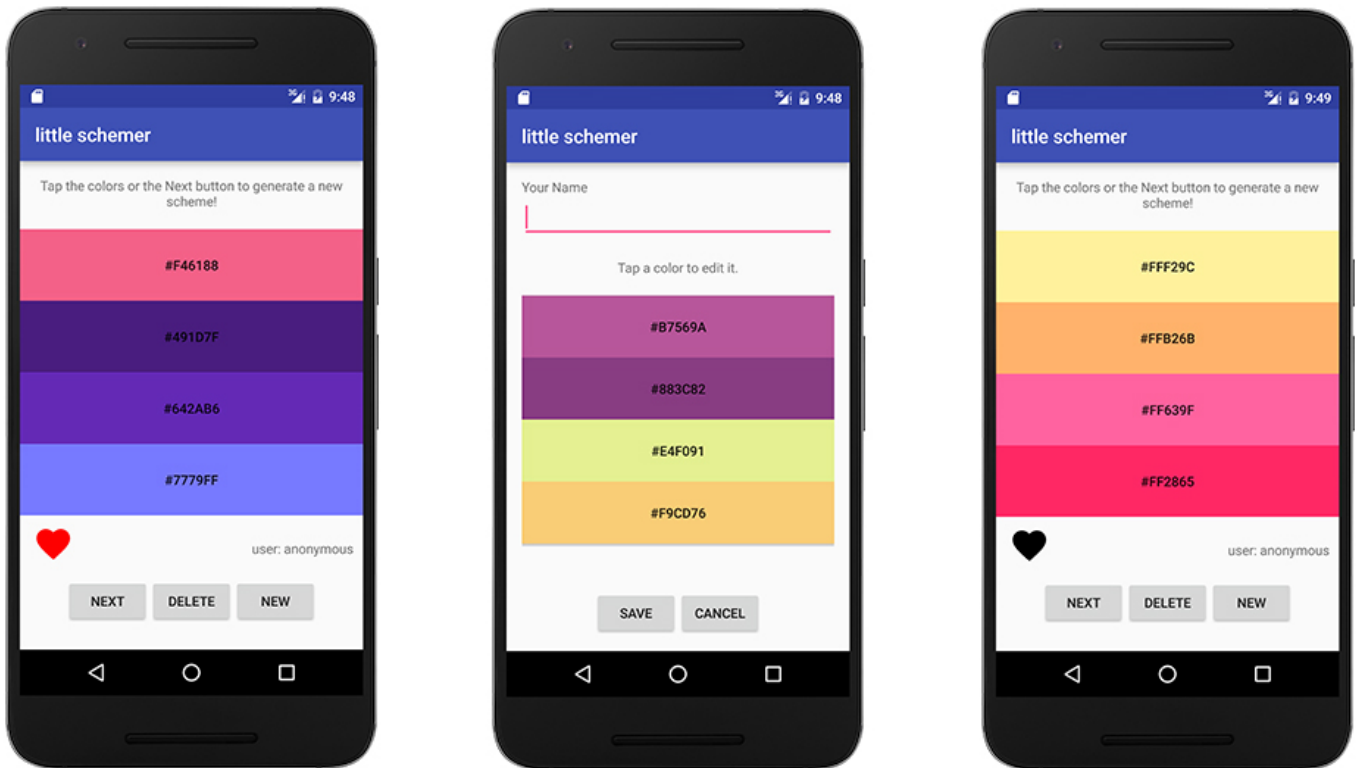 9:48
little schemer
Tap the colors or the Next button to generate a new
scheme!
#F46188
#491D7F
#642AB6
#7779FF
user: anonymous
NEXT DELETE NEW
9:48
little schemer
Your Name
Tap a color to edit it.
#B7569A
#883C82
#E4F091
#F9CD76
SAVE CANCEL
9:49
little schemer
Tap the colors or the Next button to generate a new
scheme!
#FFF29C
#FFB26B
#FF639F
#FF2865
user: anonymous
NEXT DELETE NEW